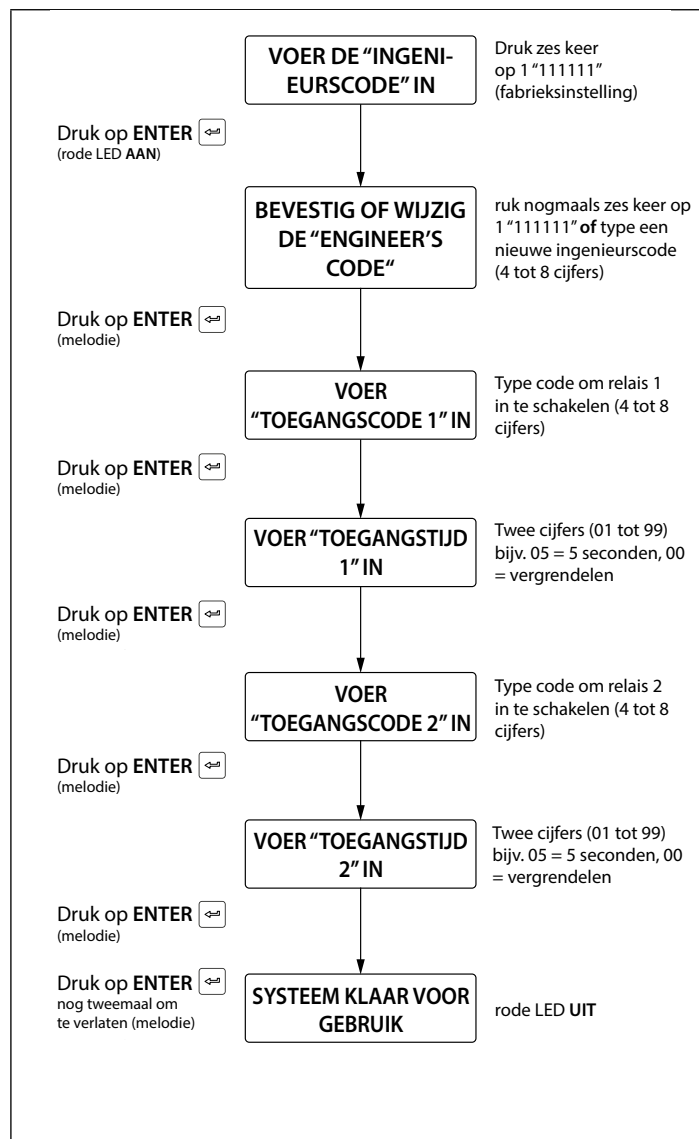 VOER DE “INGENI-
EURSCODE” IN
Druk zes keer
op 1 “111111”
(fabrieksinstelling)
Druk op ENTER
(rode LED AAN)
BEVESTIG OF WIJZIG
DE “ENGINEER’S
CODE“
ruk nogmaals zes keer op
1 “111111” of type een
nieuwe ingenieurscode
(4 tot 8 cijfers)
Druk op ENTER
(melodie)
VOER
“TOEGANGSCODE 1” IN
Type code om relais 1
in te schakelen (4 tot 8
cijfers)
Druk op ENTER
(melodie)
VOER “TOEGANGSTIJD
1” IN
Twee cijfers (01 tot 99)
bijv. 05 = 5 seconden, 00
= vergrendelen
Druk op ENTER
(melodie)
VOER
“TOEGANGSCODE 2” IN
Type code om relais 2
in te schakelen (4 tot 8
cijfers)
Druk op ENTER
(melodie)
VOER “TOEGANGSTIJD
2” IN
Twee cijfers (01 tot 99)
bijv. 05 = 5 seconden, 00
= vergrendelen
Druk op ENTER
(melodie)
Druk op ENTER
nog tweemaal om
te verlaten (melodie)
SYSTEEM KLAAR VOOR
GEBRUIK
rode LED UIT